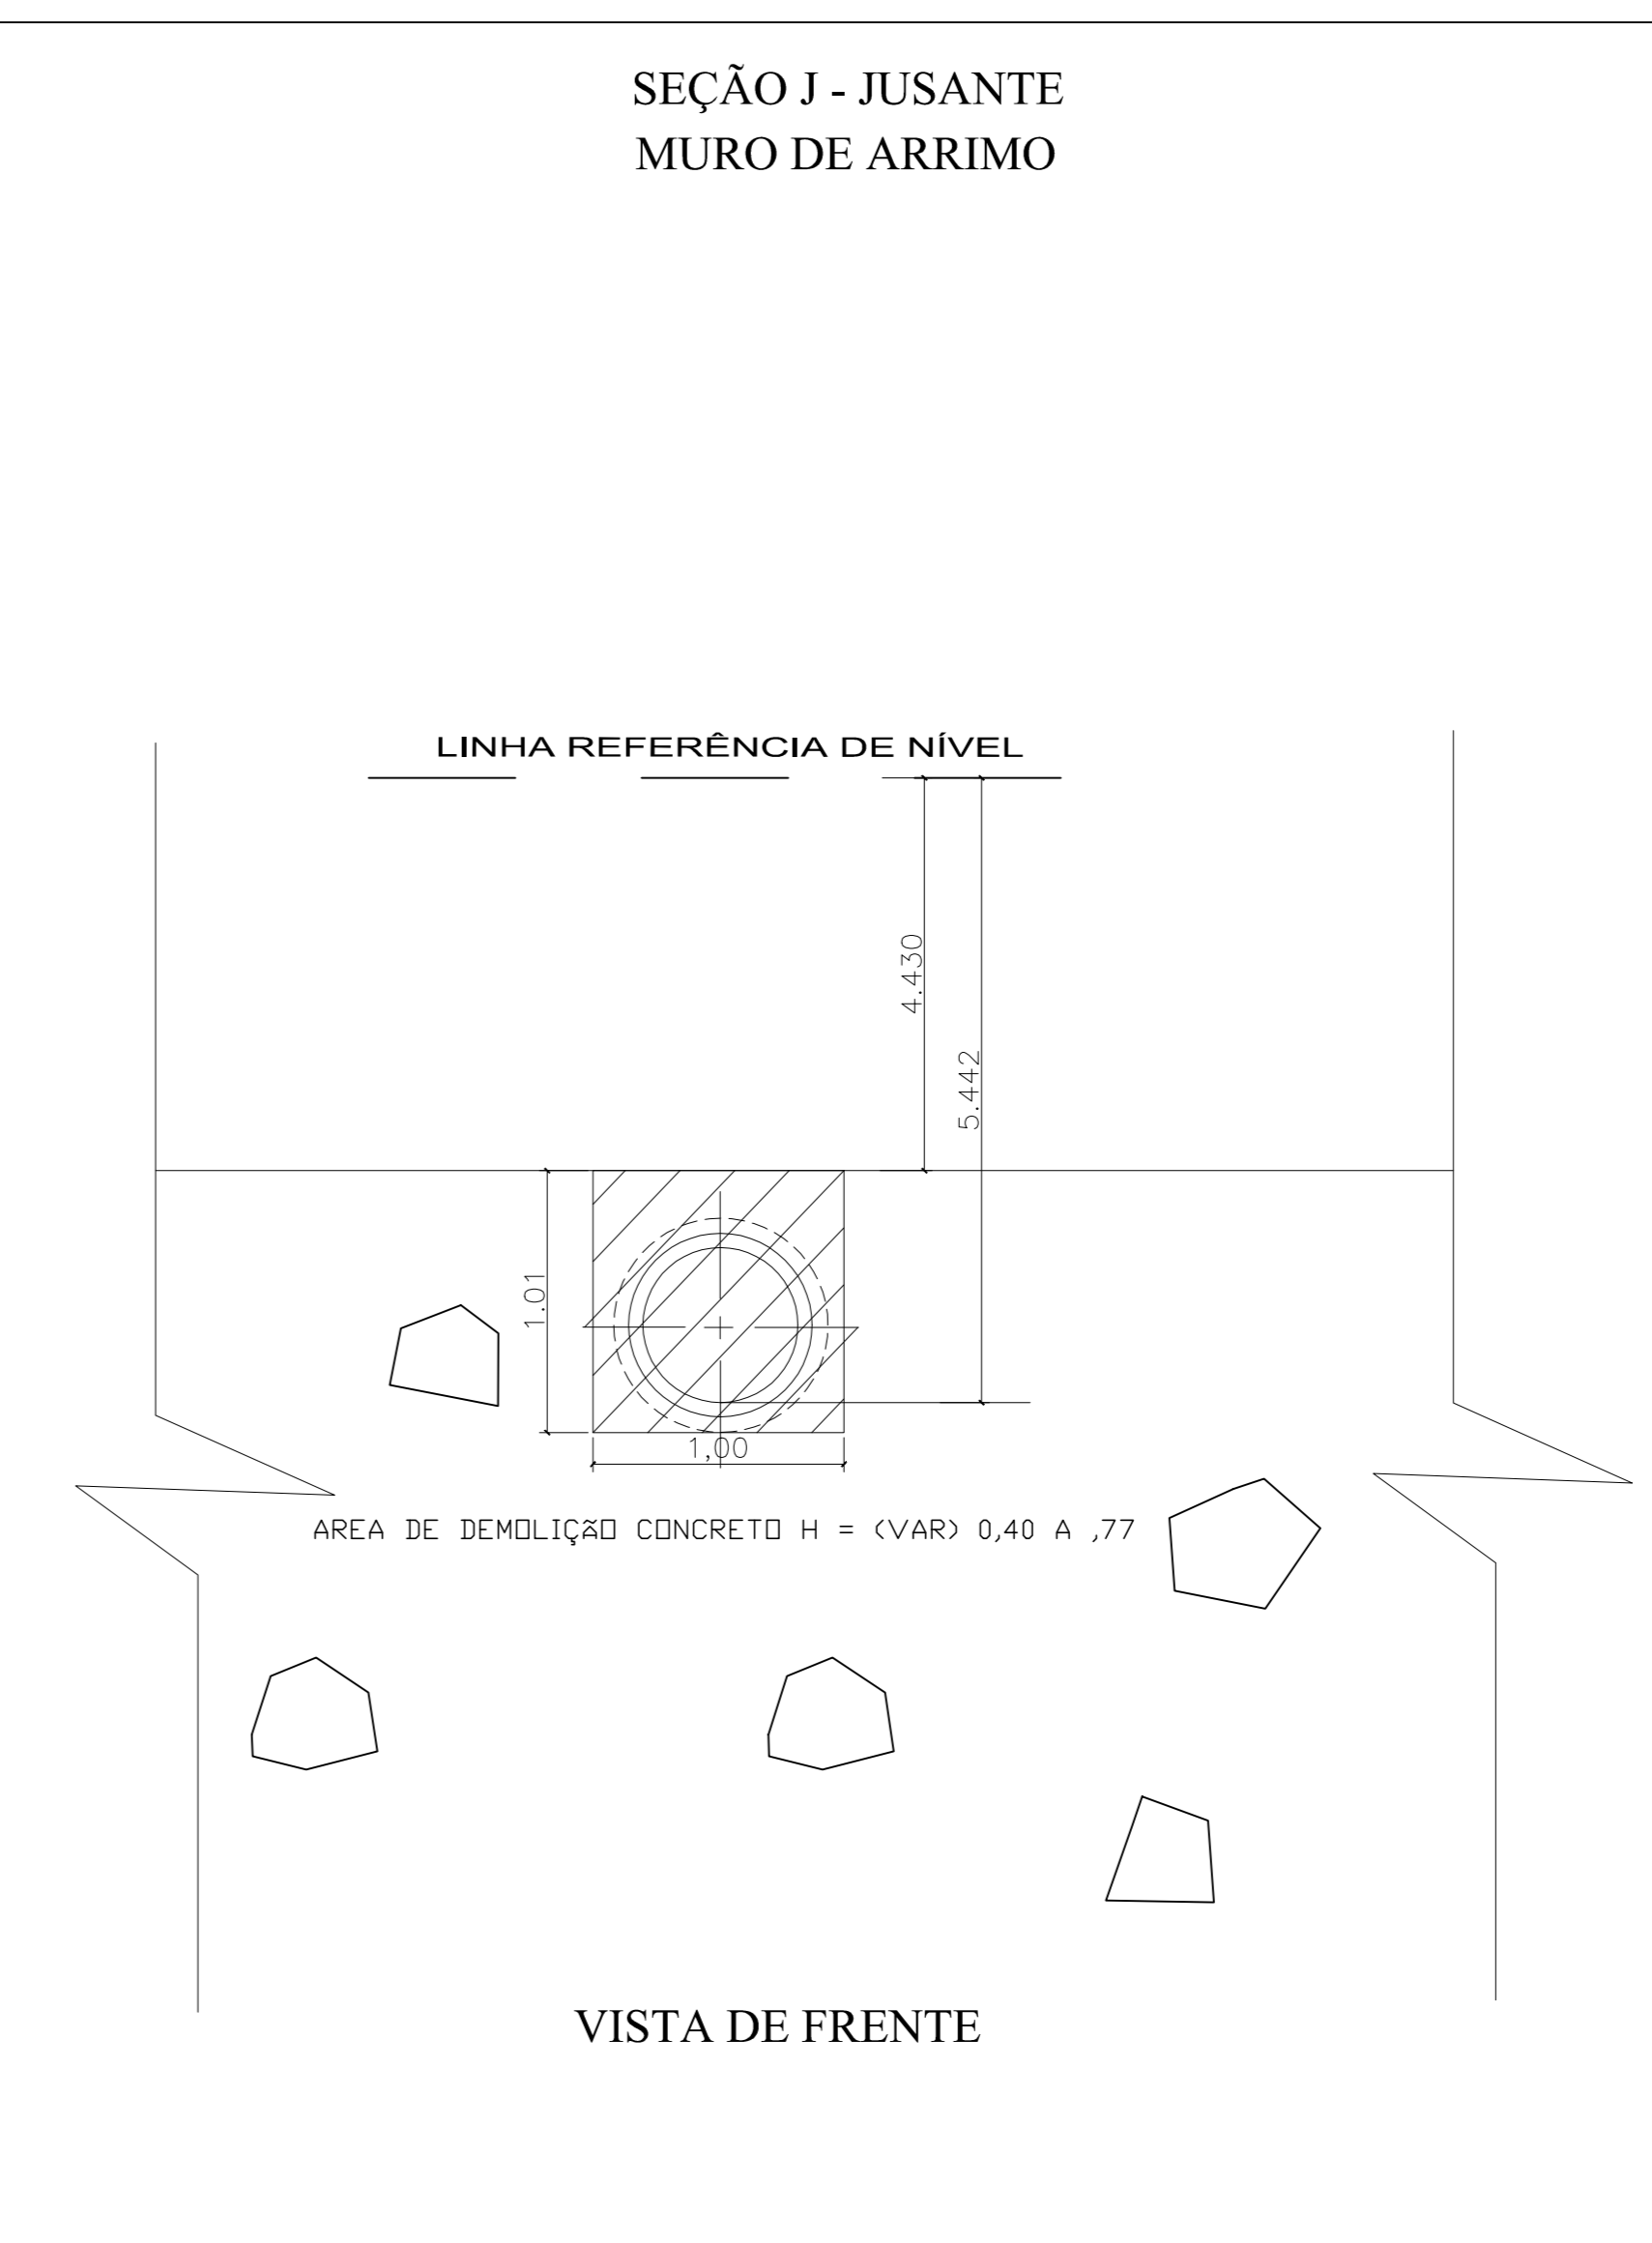 SEÇÃO J - JUSANTE
MURO DE ARRIMO
LINHA REFERÊNCIA DE NÍVEL
4.430
5.442
1.01
1,00
AREA DE DEMOLIÇãO CONCRETO H = (VAR) 0,40 A ,77
VISTA DE FRENTE